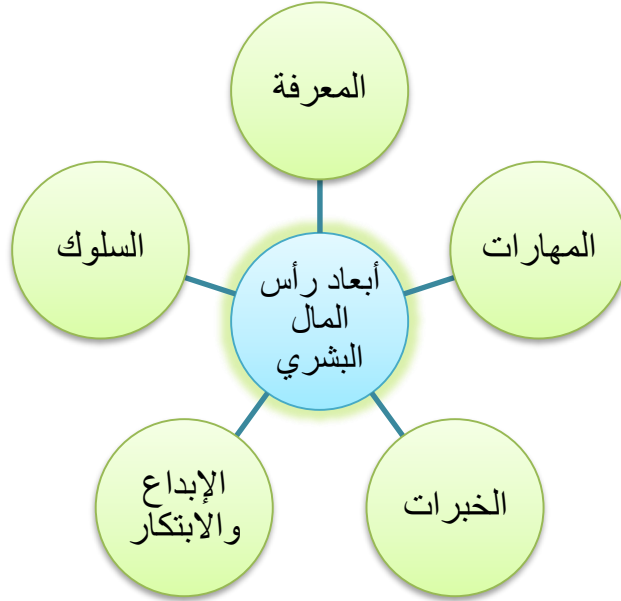 المعرفة
المهارات
السلوك
أبعاد رأس
المال
البشري
الخبرات
الإبداع
والابتكار